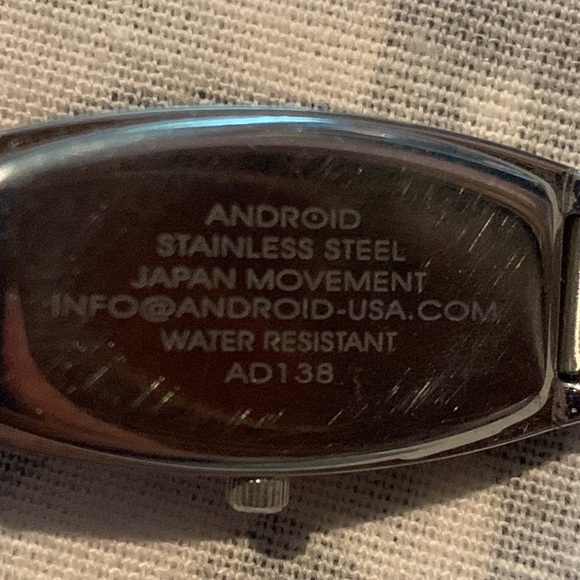 ANDROID
STAINLESS STEEL
JAPAN MOVEMENT
INFO@ANDROID-USA.COM
WATER RESISTANT
AD138